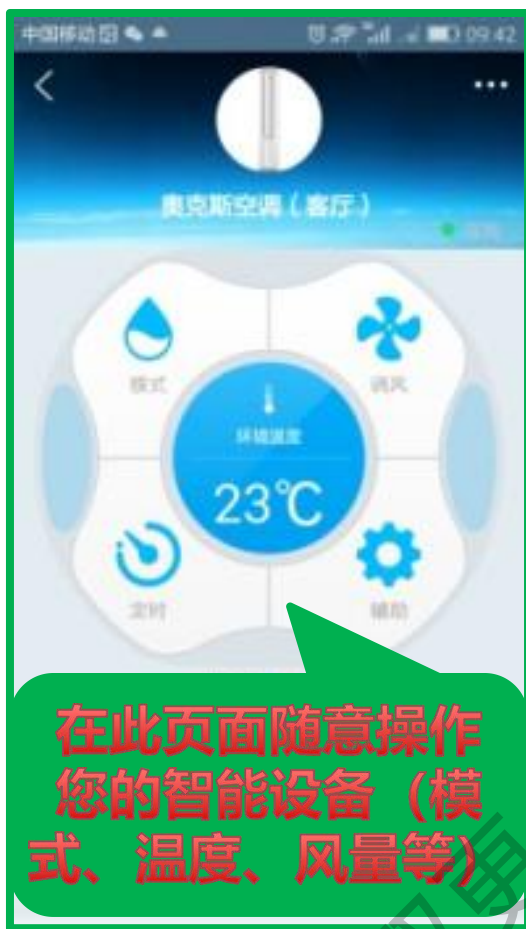 中国移动
09:42
奥克斯空调(客厅)
模式
调风
环境温度
23℃
定时
辅助
在此页面随意操作
您的智能设备(模
式、温度、风量等)